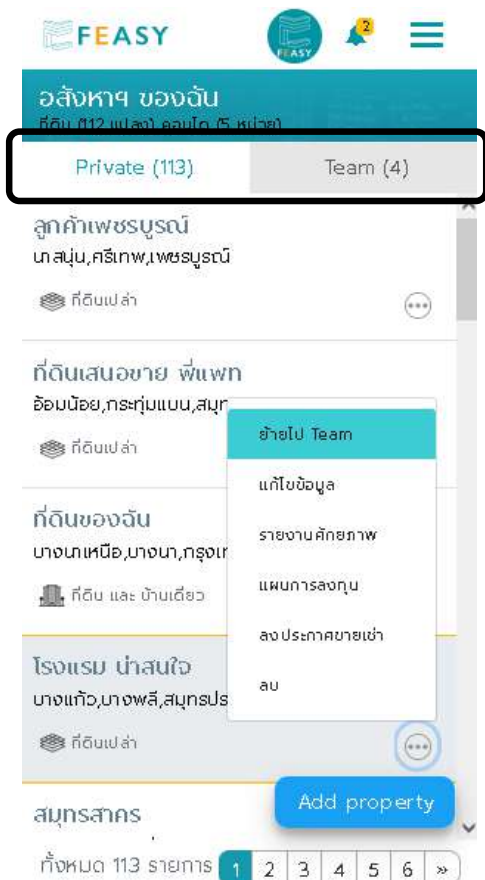 FEASY
FEASY
2
อสังหาฯ ของฉัน
ที่ดิน (112 แปลง) คอนโด (5 หน่วย)
Private (113)
Team (4)
ลูกค้าเพชรบูรณ์
นาสนุ่น,ศรีเทพ,เพชรบูรณ์
ที่ดินเปล่า
ที่ดินเสนอขาย พี่แพท
อ้อมน้อย,กระทุ่มแบน,สมุท
ที่ดินเปล่า
ย้ายไป Team
แก้ไขข้อมูล
รายงานศักยภาพ
แผนการลงทุน
ลงประกาศขายเช่า
ลบ
ที่ดินของฉัน
บางนาเหนือ,บางนา,กรุงเท
ที่ดิน และ บ้านเดี่ยว
โรงแรม น่าสนใจ
บางแก้ว,บางพลี,สมุทรปร
ที่ดินเปล่า
สมุทรสาคร
Add property
ทั้งหมด 113 รายการ 1 2 3 4 5 6 »